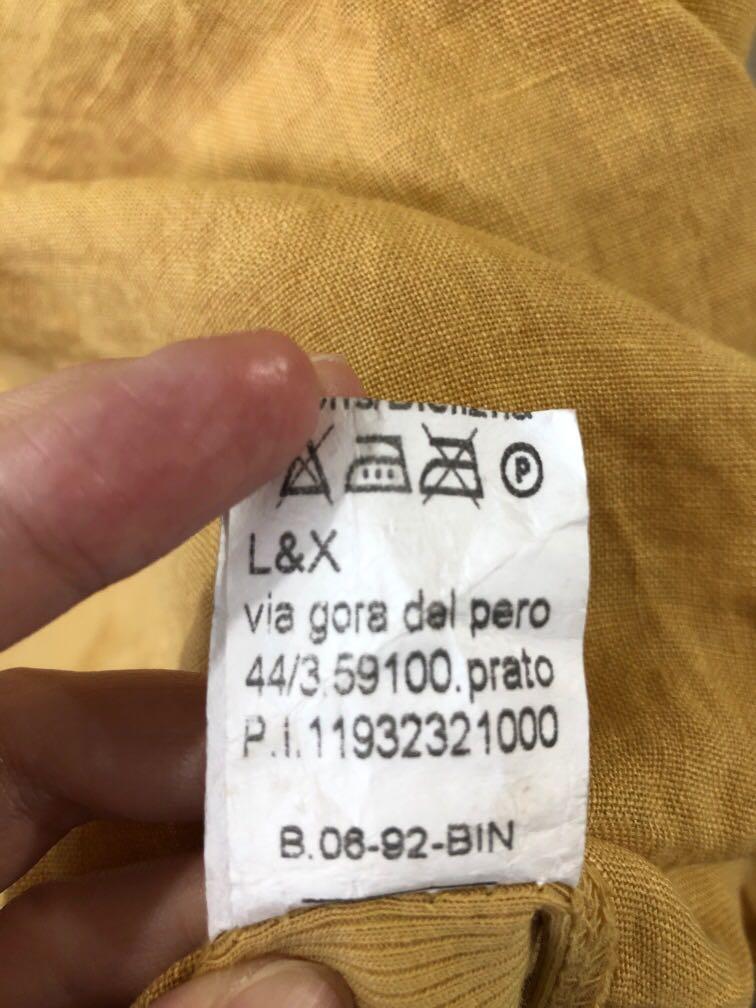 L&X
via gora del pero
44/3.59100.prato
P.I.11932321000
B.06-92-BIN